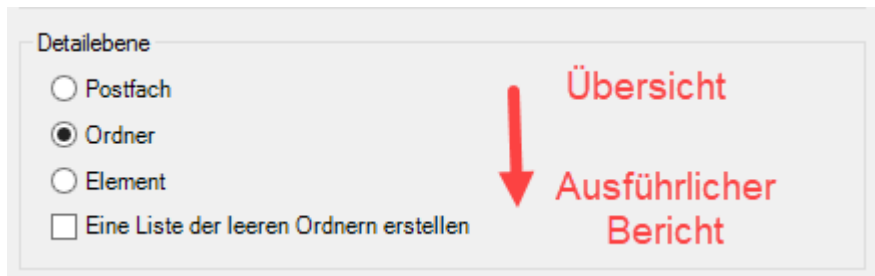 Detailebene
Postfach
Ordner
Element
Eine Liste der leeren Ordnern erstellen
Übersicht
Ausführlicher
Bericht